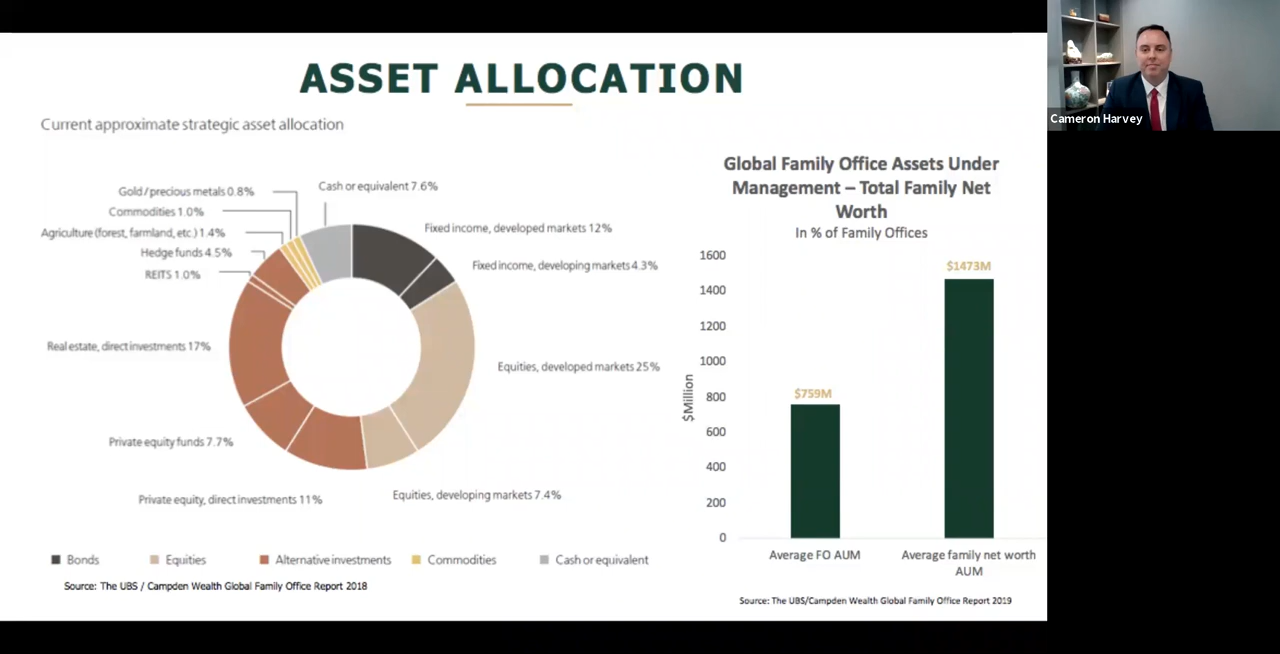 ASSET ALLOCATION
Cameron Harvey
Current approximate strategic asset allocation
Gold/precious metals 0.8%
Cash or equivalent 7.6%
Commodities 1.0%
Fixed income, developed markets 12%
Agriculture (forest, farmland, etc.) 1.4%
Hedge funds 4.5%
Fixed income, developing markets 4.3%
REITS 1.0%
Real estate, direct investments 17%
Equities, developed markets 25%
Private equity funds 7.7%
Private equity, direct investments 11%
Equities, developing markets 7.4%
Bonds
Equities
Alternative investments
Commodities
Cash or equivalent
Source: The UBS / Campden Wealth Global Family Office Report 2018
Global Family Office Assets Under
Management – Total Family Net
Worth
In % of Family Offices
1600
1400
1200
1000
800
600
400
200
0
$Million
$759M
$1473M
Average FO AUM
Average family net worth
AUM
Source: The UBS/Campden Wealth Global Family Office Report 2019